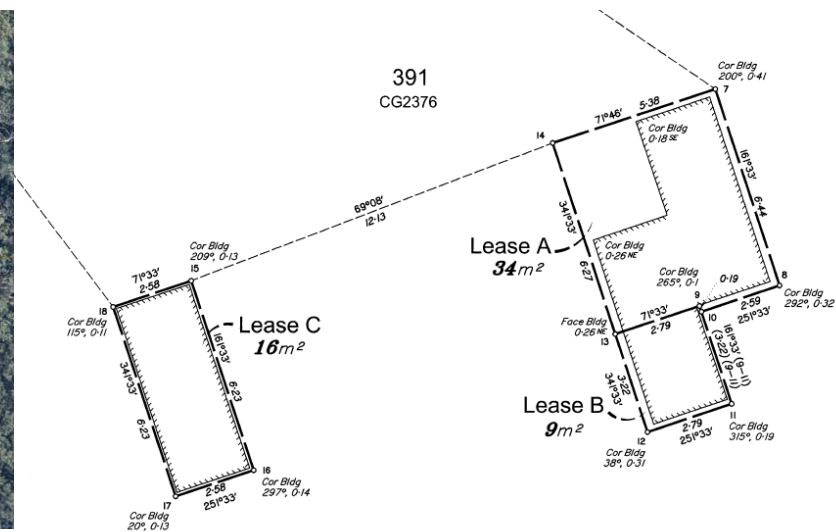 391
CG2376
Cor Bldg
200°, 0·41
7
14
71°46'
5·38
Cor Bldg
0·18 SE
161°33'
6·44
69°08'
12·13
341°33'
6·27
Lease A
34m²
Cor Bldg
0·26 NE
Cor Bldg
265°, 0·1
0·19
9
10
8
Cor Bldg
292°, 0·32
2·59
251°33'
71°33'
2·79
Face Bldg
0·26 NE
13
161°33' (9-11)
(3·22) (9-11)
3·22
341°33'
Lease B
9m²
11
Cor Bldg
315°, 0·19
2·79
251°33'
12
Cor Bldg
38°, 0·31
Cor Bldg
209°, 0·13
15
71°33'
2·58
18
Cor Bldg
115°, 0·11
Lease C
16m²
161°33'
6·23
341°33'
6·23
16
Cor Bldg
297°, 0·14
2·58
251°33'
17
Cor Bldg
20°, 0·13